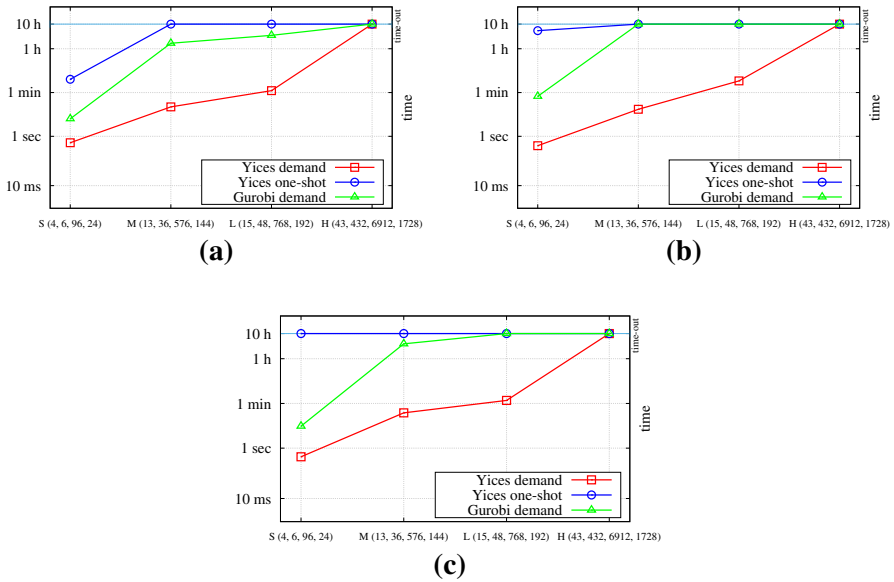 10 h
1 h
1 min
1 sec
10 ms
time-out
time
Yices demand
Yices one-shot
Gurobi demand
S (4, 6, 96, 24)
M (13, 36, 576, 144)
L (15, 48, 768, 192)
H (43, 432, 6912, 1728)
(a)
10 h
1 h
1 min
1 sec
10 ms
time-out
time
Yices demand
Yices one-shot
Gurobi demand
S (4, 6, 96, 24)
M (13, 36, 576, 144)
L (15, 48, 768, 192)
H (43, 432, 6912, 1728)
(b)
10 h
1 h
1 min
1 sec
10 ms
time-out
time
Yices demand
Yices one-shot
Gurobi demand
S (4, 6, 96, 24)
M (13, 36, 576, 144)
L (15, 48, 768, 192)
H (43, 432, 6912, 1728)
(c)